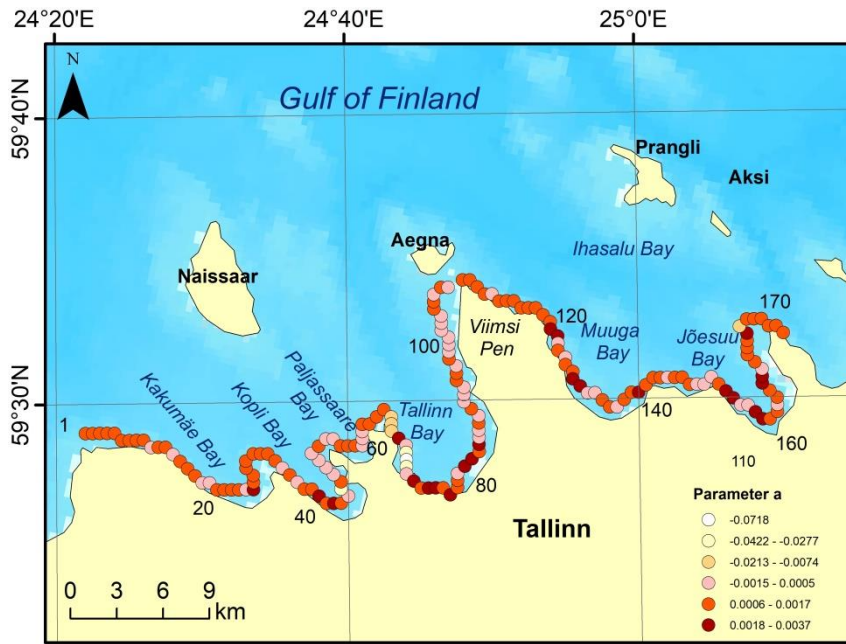 24°20'
24°40'
25°0'
N
59°40'
59°30'
Gulf of Finland
Prangli
Aksi
Ihasalu Bay
Aegna
Naissaar
Viimsi
Pen
Muuga
Bay
Jõesuu
Bay
170
120
100
Kakumäe Bay
Kopli Bay
Paljassaare
Bay
Tallinn
Bay
1
20
40
60
80
140
160
110
Tallinn
0 3 6 9
km
Parameter a
-0.0718
-0.0422 - -0.0277
-0.0213 - -0.0074
-0.0015 - 0.0005
0.0006 - 0.0017
0.0018 - 0.0037